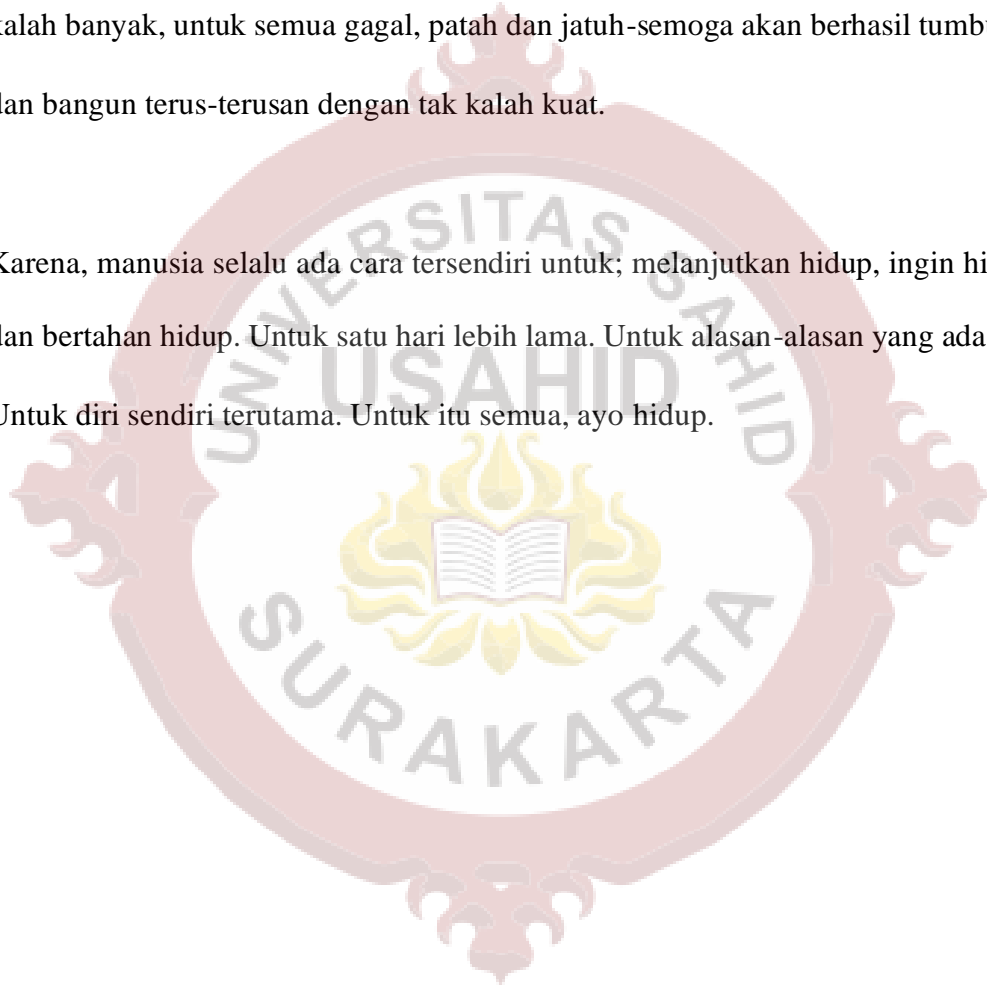 kalah banyak, untuk semua gagal, patah dan jatuh-semoga akan berhasil
dan bangun terus-terusan dengan tak kalah kuat.
Karena, manusia selalu ada cara tersendiri untuk; melanjutkan hidup, ingin
dan bertahan hidup. Untuk satu hari lebih lama. Untuk alasan-alasan yang ada.
Untuk diri sendiri terutama. Untuk itu semua, ayo hidup.
UNIVERSITAS SAHID
USAHID
SURAKARTA